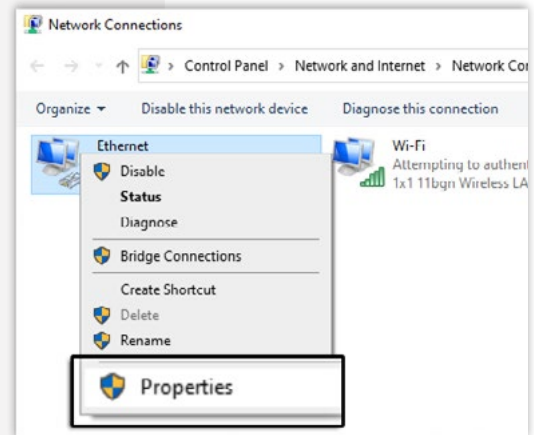 Network Connections
Control Panel > Network and Internet > Network Cor
Organize Disable this network device Diagnose this connection
Ethernet
Wi-Fi
Attempting to authent
1x1 11bgn Wireless LA
Disable
Status
Diagnose
Bridge Connections
Create Shortcut
Delete
Rename
Properties